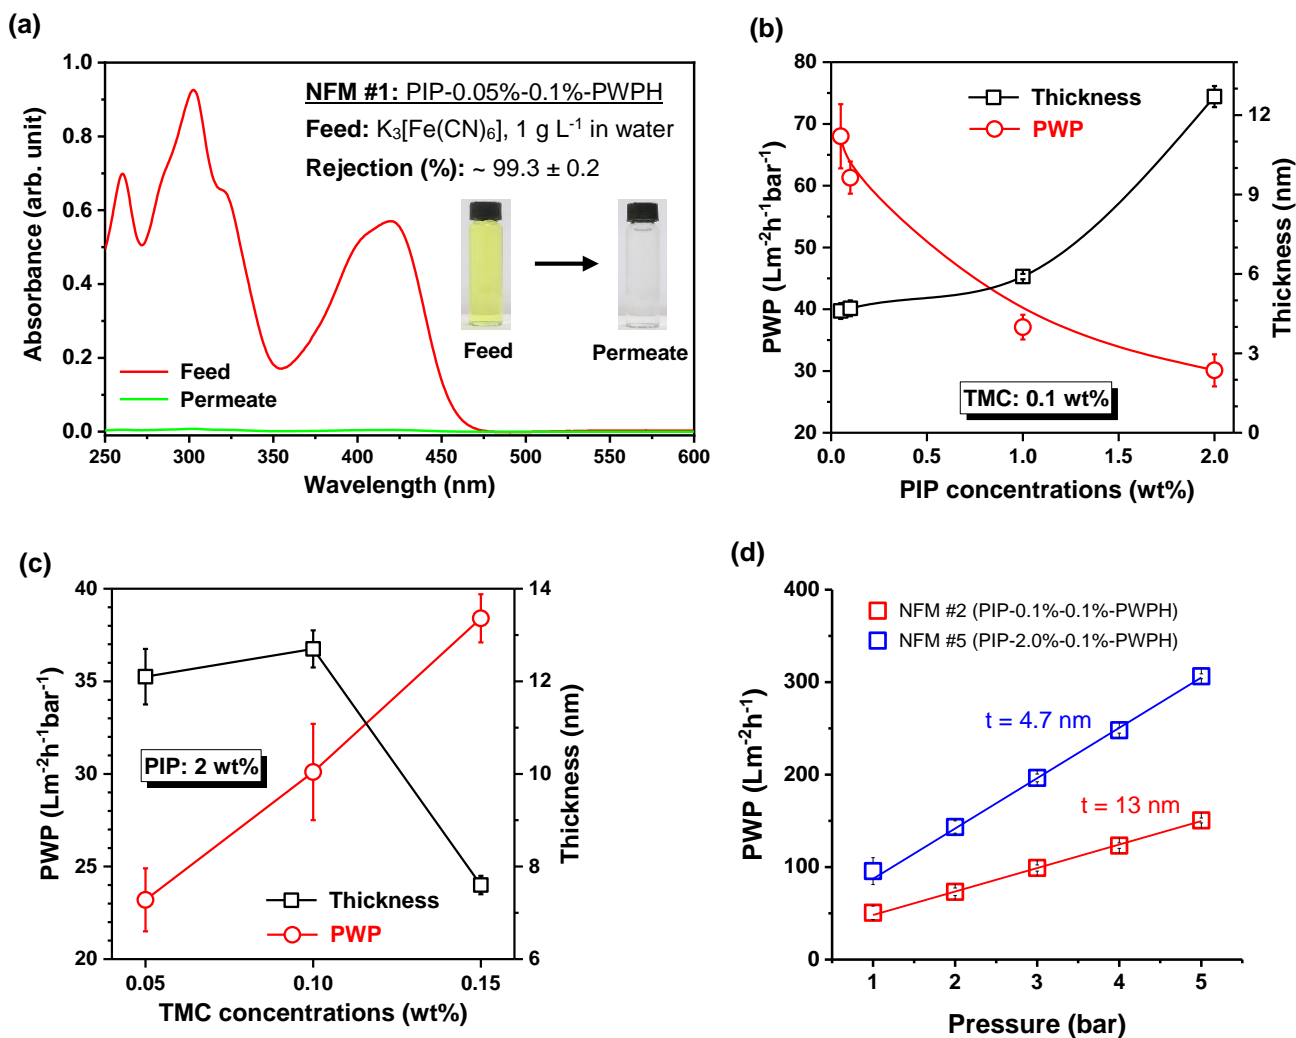 (a)
1.0
0.8
0.6
0.4
0.2
0.0
Absorbance (arb. unit)
NFM #1: PIP-0.05%-0.1%-PWPH
Feed: K₃[Fe(CN)₆], 1 g L⁻¹ in water
Rejection (%): ~ 99.3 ± 0.2
Feed
Permeate
Feed
Permeate
250 300 350 400 450 500 550 600
Wavelength (nm)
(b)
80
70
60
50
40
30
20
PWP (Lm⁻²h⁻¹bar⁻¹)
Thickness
PWP
TMC: 0.1 wt%
12
9
6
3
0
Thickness (nm)
0.0 0.5 1.0 1.5 2.0
PIP concentrations (wt%)
(c)
40
35
30
25
20
PWP (Lm⁻²h⁻¹bar⁻¹)
PIP: 2 wt%
Thickness
PWP
14
12
10
8
6
Thickness (nm)
0.05 0.10 0.15
TMC concentrations (wt%)
(d)
400
300
200
100
0
PWP (Lm⁻²h⁻¹)
NFM #2 (PIP-0.1%-0.1%-PWPH)
NFM #5 (PIP-2.0%-0.1%-PWPH)
t = 4.7 nm
t = 13 nm
1 2 3 4 5
Pressure (bar)